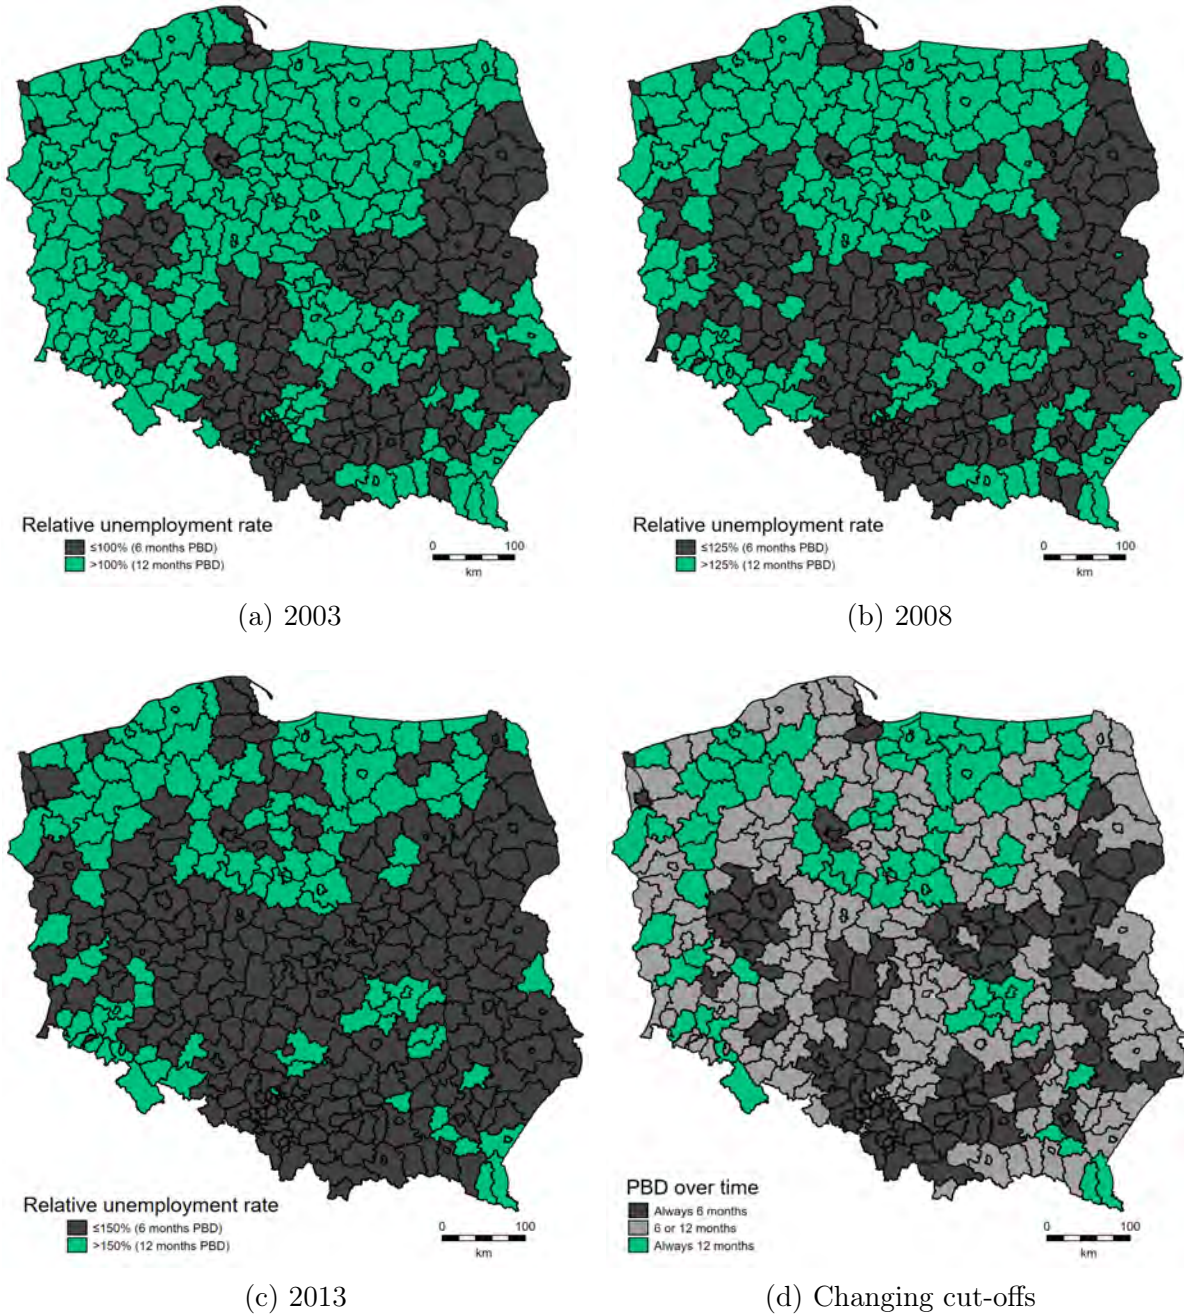 Relative unemployment rate
≤100% (6 months PBD)
>100% (12 months PBD)
0 100
km
(a) 2003
Relative unemployment rate
≤125% (6 months PBD)
>125% (12 months PBD)
0 100
km
(b) 2008
Relative unemployment rate
≤150% (6 months PBD)
>150% (12 months PBD)
0 100
km
(c) 2013
PBD over time
Always 6 months
6 or 12 months
Always 12 months
0 100
km
(d) Changing cut-offs